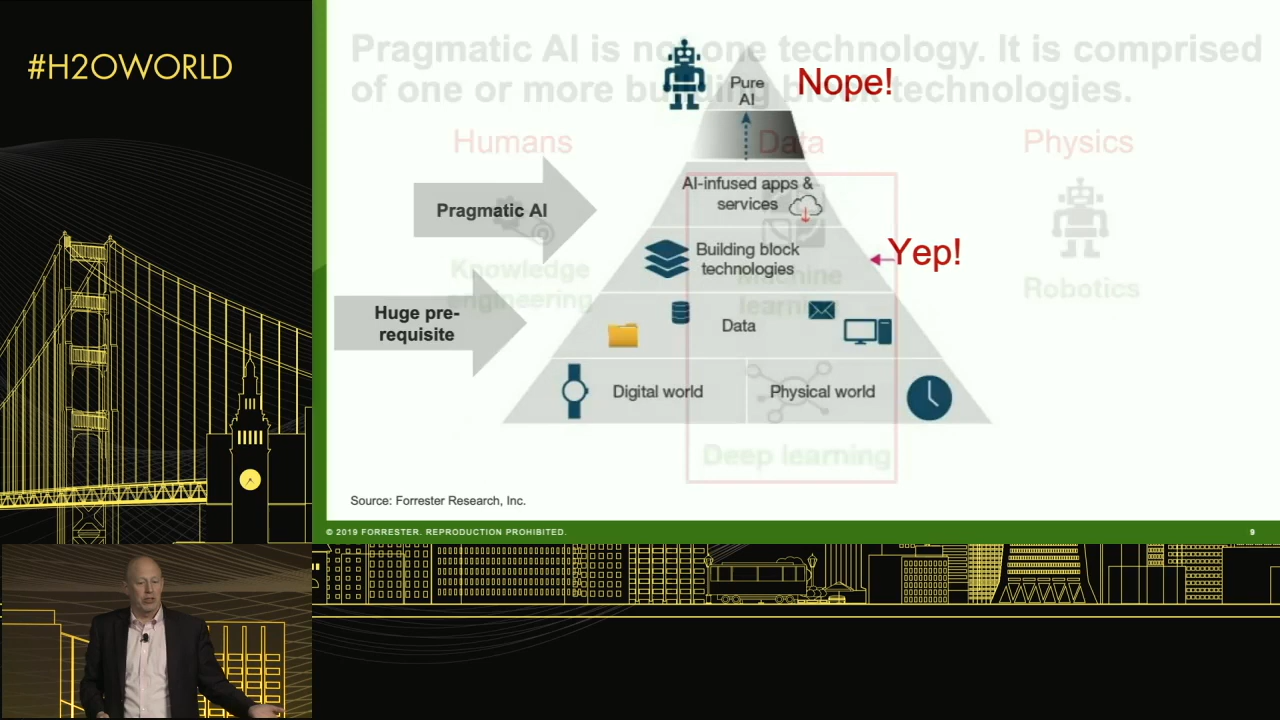 #H2OWORLD
Pragmatic AI is not one technology. It is comprised
of one or more building block technologies.
Pure
AI
Nope!
Humans
Data
Physics
AI-infused apps &
services
Pragmatic AI
Building block
technologies
Yep!
Knowledge
engineering
Machine
learning
Robotics
Huge pre-
requisite
Data
Digital world
Physical world
Deep learning
Source: Forrester Research, Inc.
© 2019 FORRESTER. REPRODUCTION PROHIBITED.
9